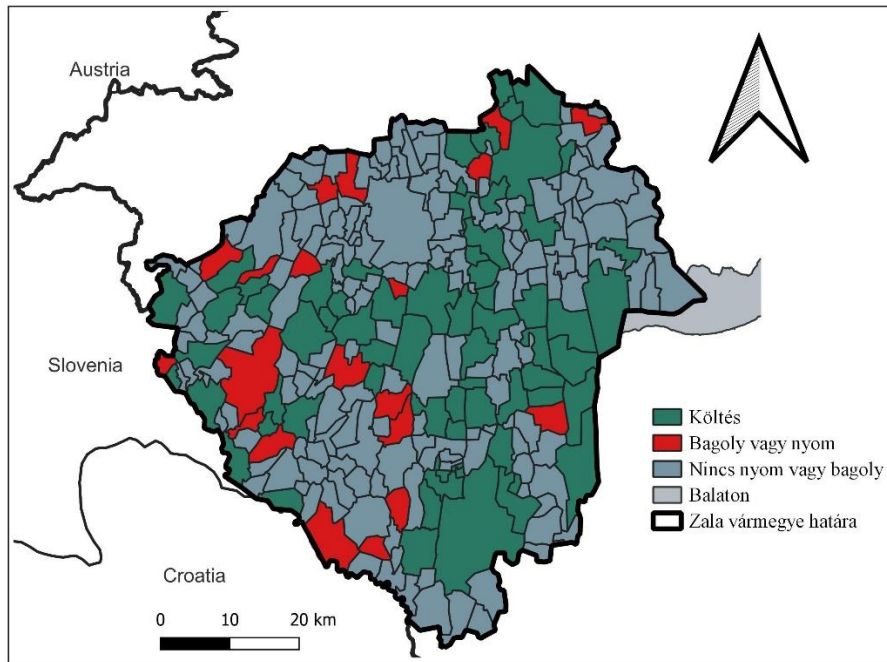 Austria
Slovenia
Croatia
Költés
Bagoly vagy nyom
Nincs nyom vagy bagoly
Balaton
Zala vármegye határa
0 10 20 km